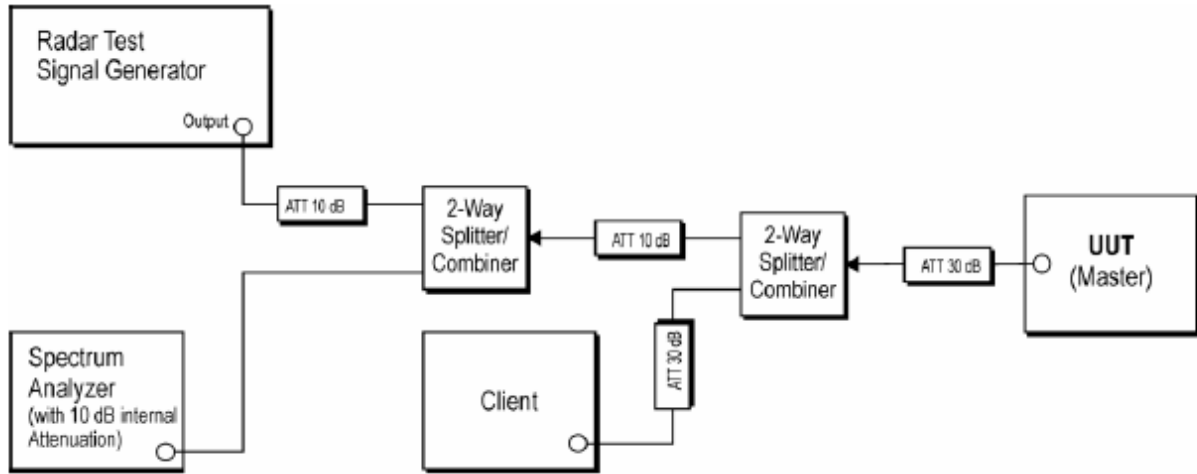 Radar Test
Signal Generator
Output
ATT 10 dB
2-Way
Splitter/
Combiner
ATT 10 dB
2-Way
Splitter/
Combiner
ATT 30 dB
UUT
(Master)
Spectrum
Analyzer
(with 10 dB internal
Attenuation)
Client
ATT 30 dB